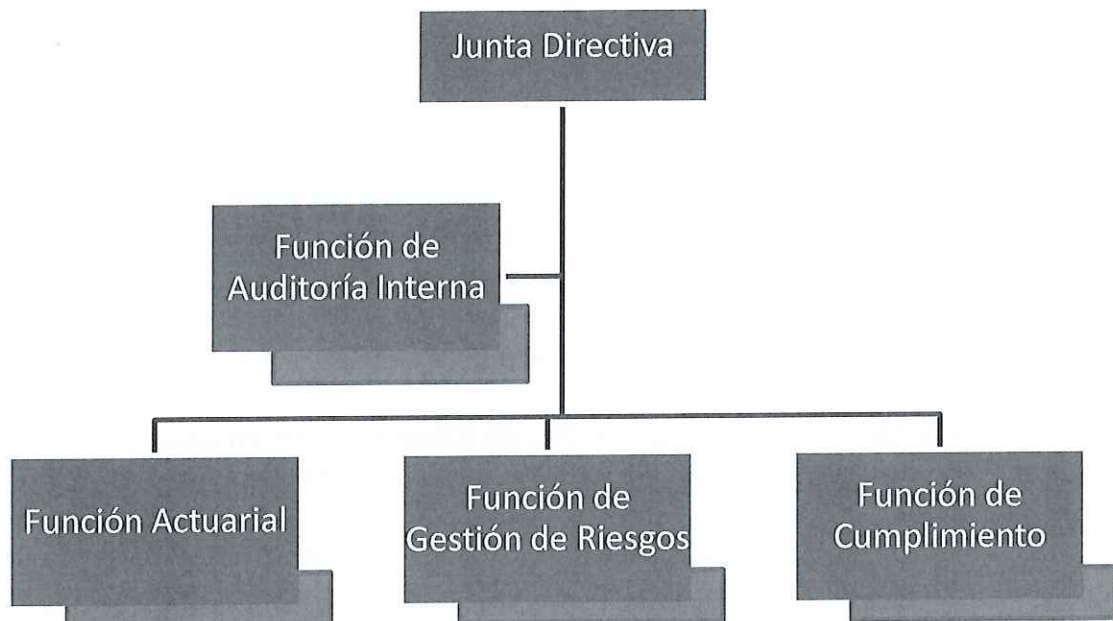 Junta Directiva
Función de
Auditoría Interna
Función Actuarial
Función de
Gestión de Riesgos
Función de
Cumplimiento